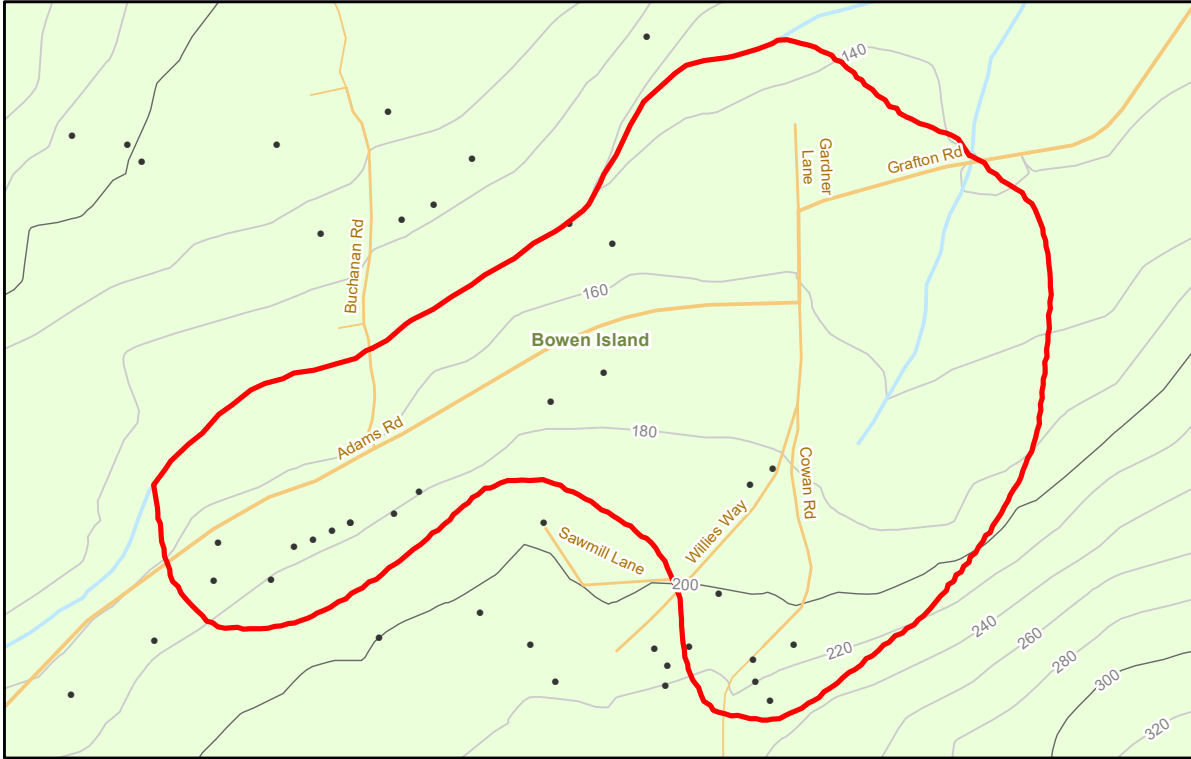 140
Gardner
Lane
Grafton Rd
Buchanan Rd
160
Bowen Island
Adams Rd
180
Cowan Rd
Willies Way
Sawmill Lane
200
220
240
260
280
300
320